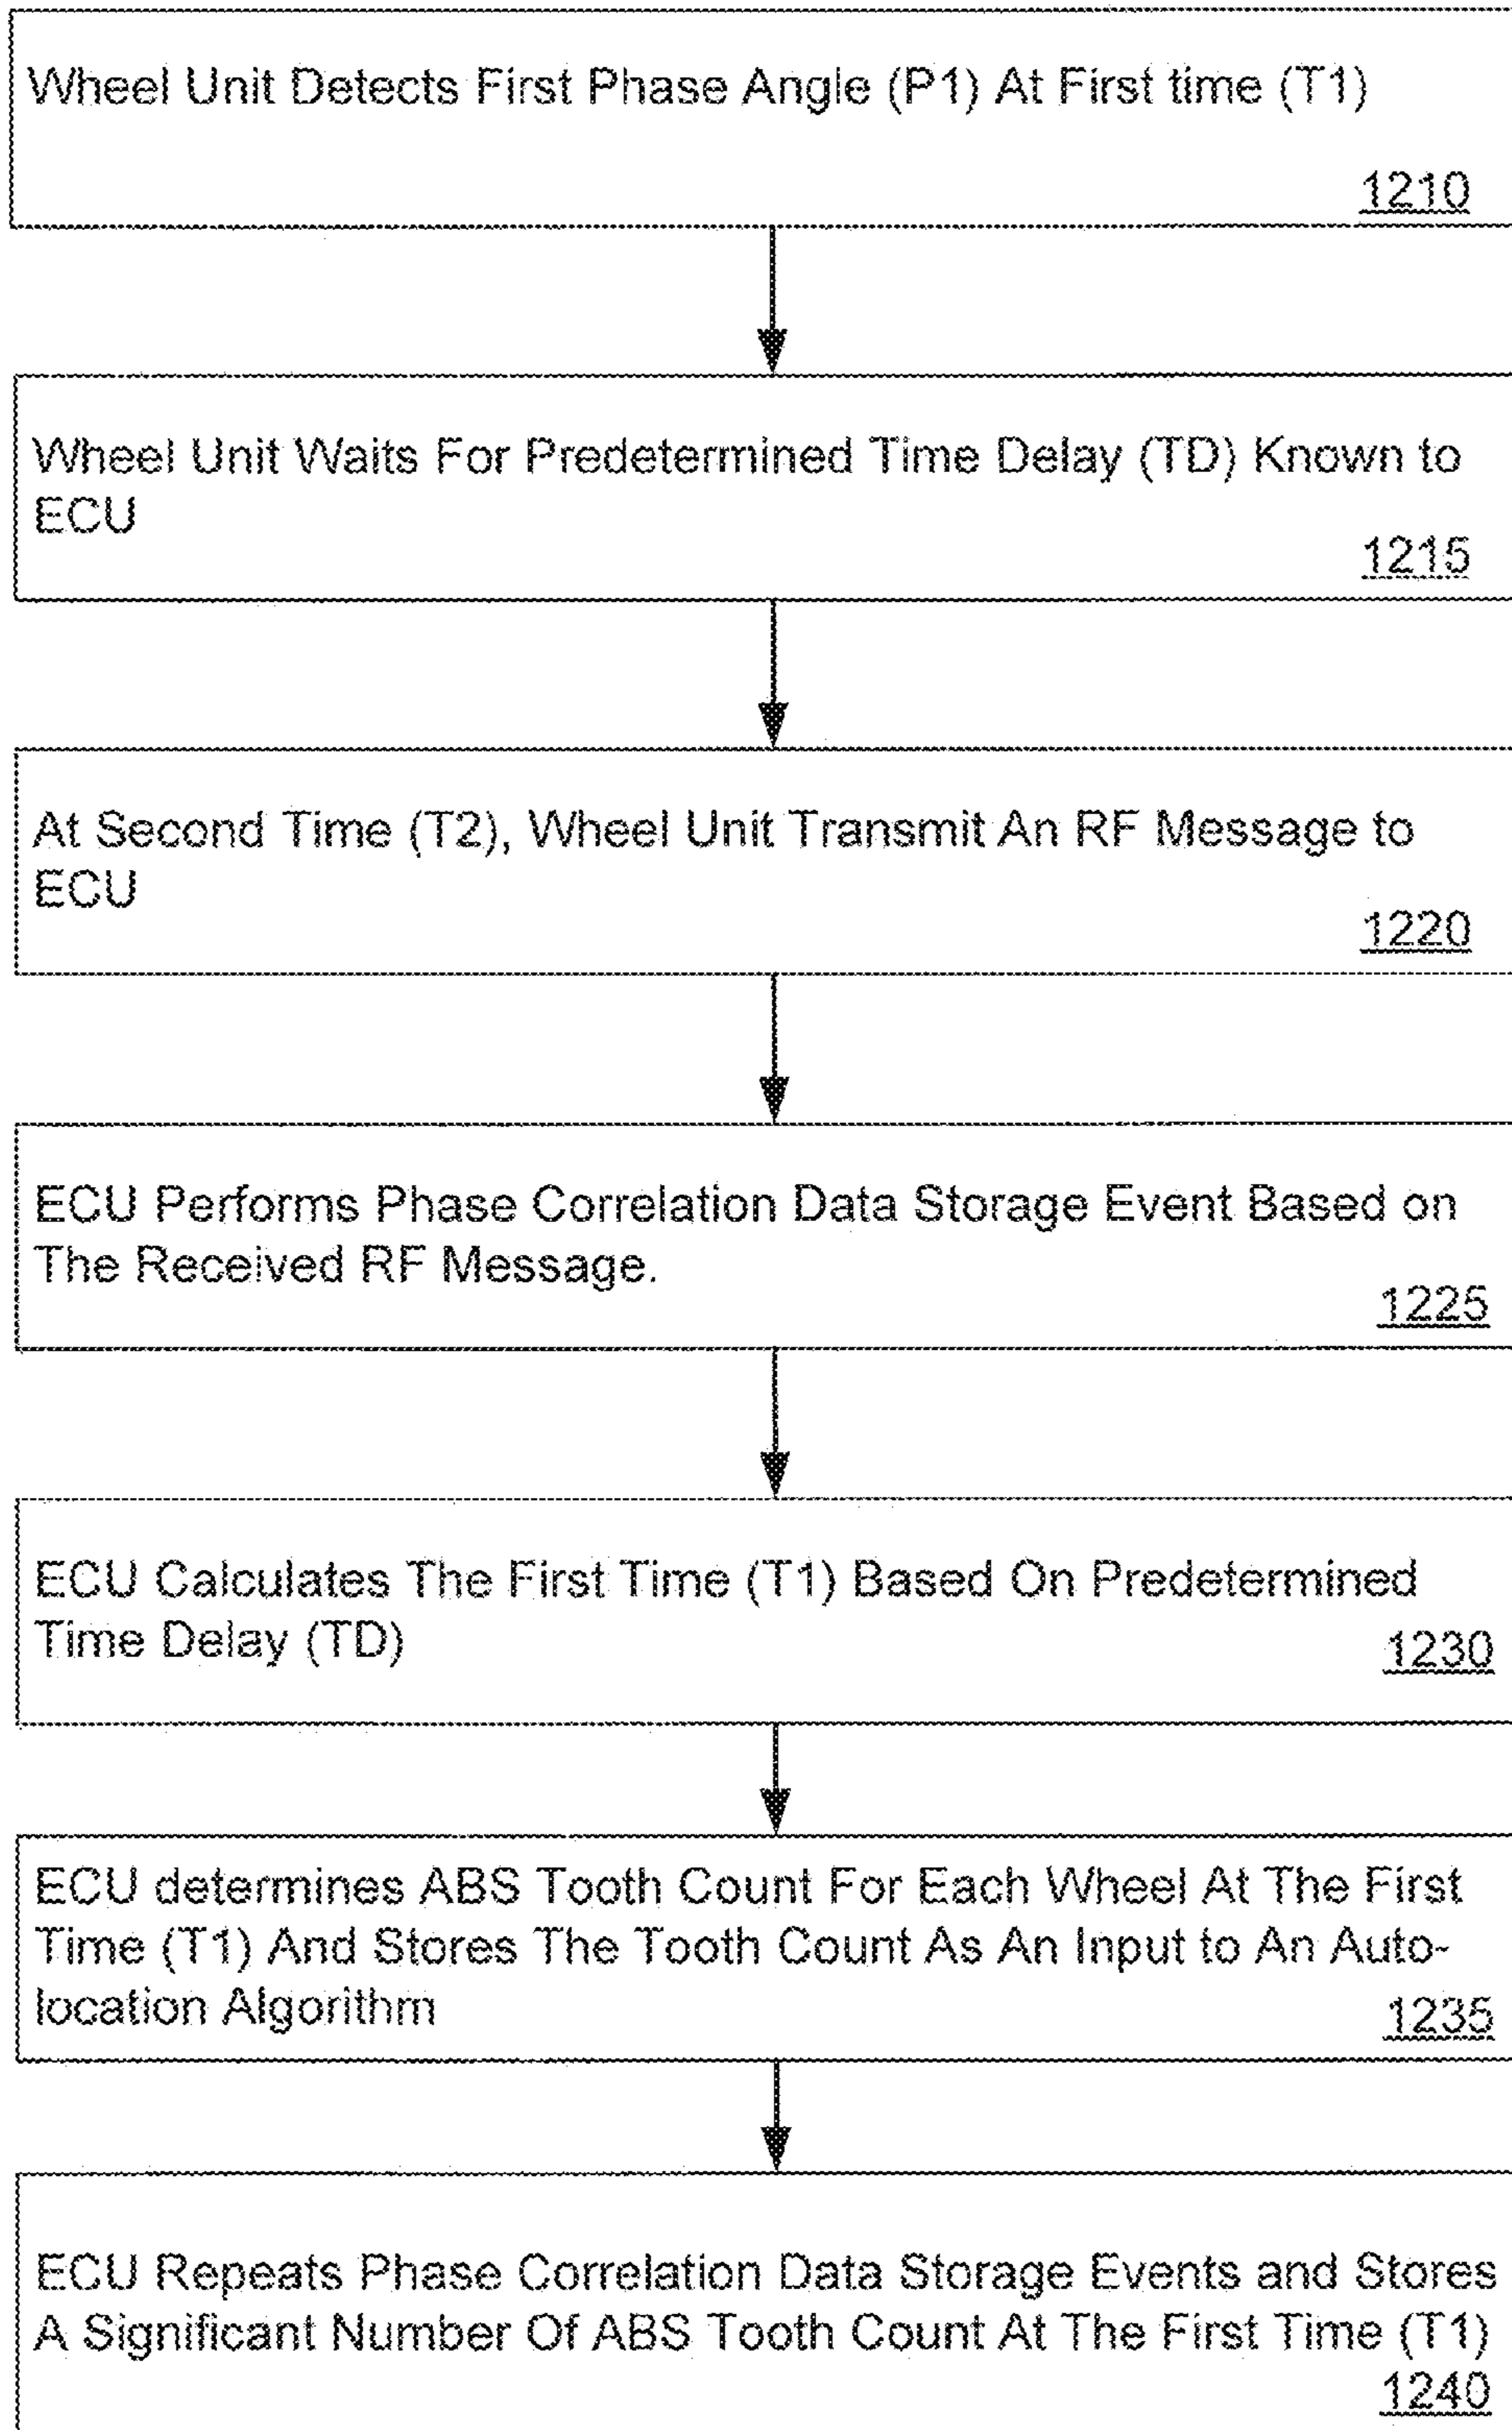 Wheel Unit Detects First Phase Angle (P1) At First time (T1)
1210
Wheel Unit Waits For Predetermined Time Delay (TD) Known to
ECU
1215
At Second Time (T2), Wheel Unit Transmit An RF Message to
ECU
1220
ECU Performs Phase Correlation Data Storage Event Based on
The Received RF Message.
1225
ECU Calculates The First Time (T1) Based On Predetermined
Time Delay (TD)
1230
ECU determines ABS Tooth Count For Each Wheel At The First
Time (T1) And Stores The Tooth Count As An Input to An Auto-
location Algorithm
1235
ECU Repeats Phase Correlation Data Storage Events and Stores
A Significant Number Of ABS Tooth Count At The First Time (T1)
1240